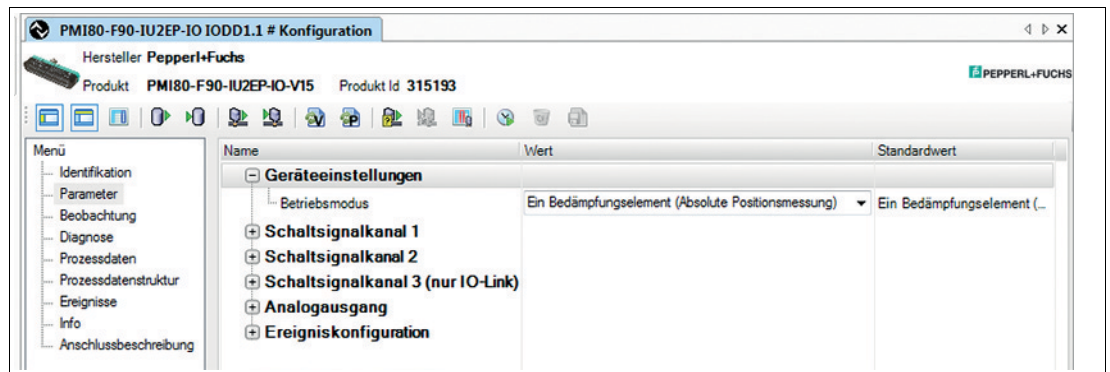 PMI80-F90-IU2EP-IO IODD1.1 # Konfiguration
Hersteller Pepperl+Fuchs
Produkt PMI80-F90-IU2EP-IO-V15 Produkt Id 315193
PEPPERL+FUCHS
Menü
Identifikation
Parameter
Beobachtung
Diagnose
Prozessdaten
Prozessdatenstruktur
Ereignisse
Info
Anschlussbeschreibung
Name Wert Standardwert
Geräteeinstellungen
Betriebsmodus Ein Bedämpfungselement (Absolute Positionsmessung) Ein Bedämpfungselement (...
Schaltsignalkanal 1
Schaltsignalkanal 2
Schaltsignalkanal 3 (nur IO-Link)
Analogausgang
Ereigniskonfiguration